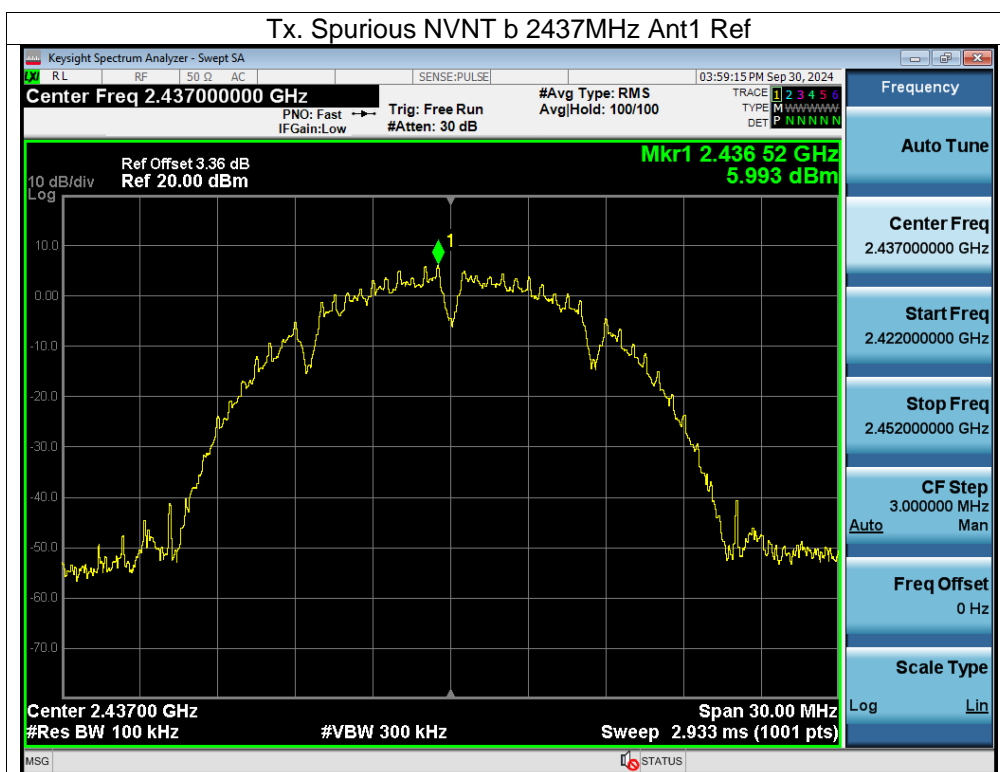 Tx. Spurious NVNT b 2437MHz Ant1 Ref
Keysight Spectrum Analyzer - Swept SA
LXI RL RF 50 Ω AC SENSE:PULSE 03:59:15 PM Sep 30, 2024
Center Freq 2.437000000 GHz
PNO: Fast
IFGain:Low
Trig: Free Run
#Atten: 30 dB
#Avg Type: RMS
Avg|Hold: 100/100
TRACE 1 2 3 4 5 6
TYPE M W W W W W
DET P N N N N N
Mkr1 2.436 52 GHz
5.993 dBm
Ref Offset 3.36 dB
10 dB/div Ref 20.00 dBm
Log
1
10.0
0.00
-10.0
-20.0
-30.0
-40.0
-50.0
-60.0
-70.0
Center 2.43700 GHz Span 30.00 MHz
#Res BW 100 kHz #VBW 300 kHz Sweep 2.933 ms (1001 pts)
MSG STATUS
Frequency
Auto Tune
Center Freq
2.437000000 GHz
Start Freq
2.422000000 GHz
Stop Freq
2.452000000 GHz
CF Step
3.000000 MHz
Auto Man
Freq Offset
0 Hz
Scale Type
Log Lin